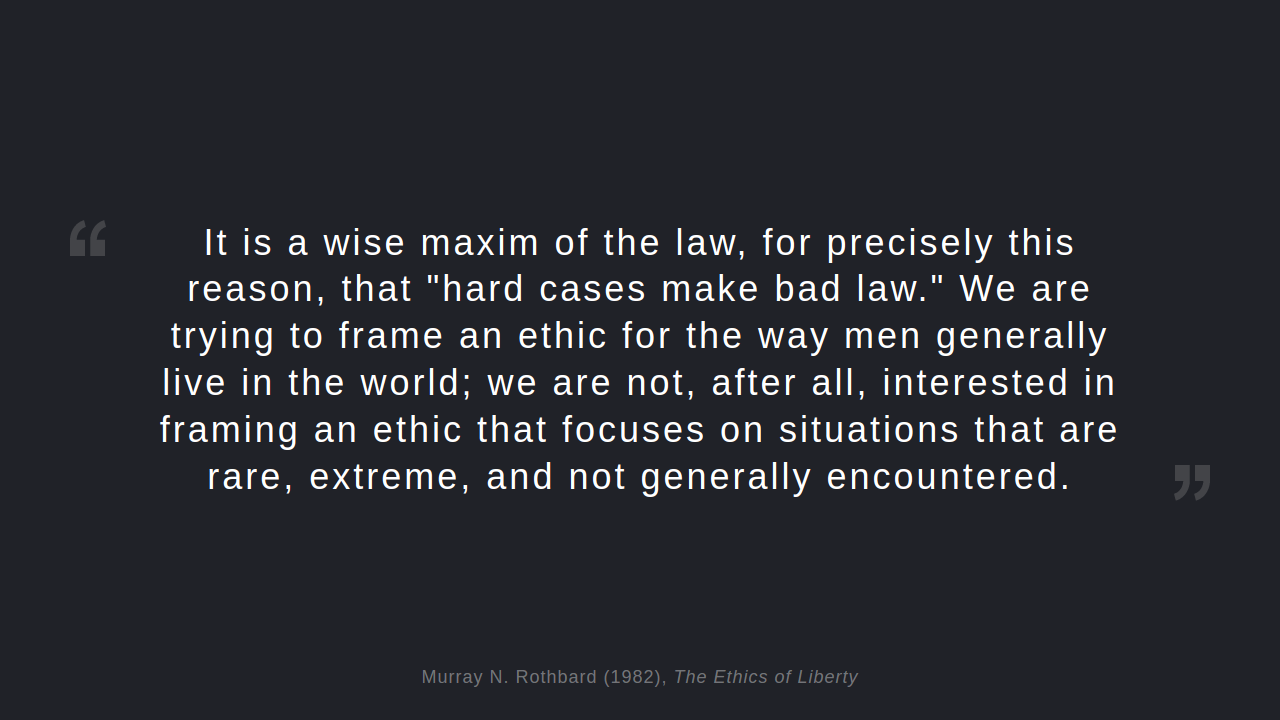 “
It is a wise maxim of the law, for precisely this
reason, that "hard cases make bad law." We are
trying to frame an ethic for the way men generally
live in the world; we are not, after all, interested in
framing an ethic that focuses on situations that are
rare, extreme, and not generally encountered.
”
Murray N. Rothbard (1982), The Ethics of Liberty